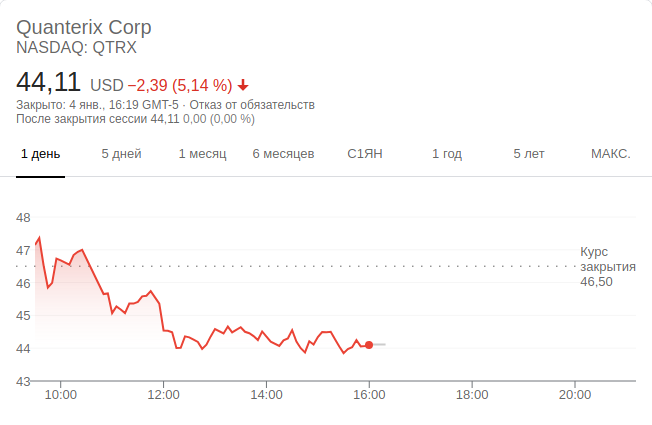 Quanterix Corp
NASDAQ: QTRX
44,11 USD −2,39 (5,14 %)
Закрыто: 4 янв., 16:19 GMT-5 · Отказ от обязательств
После закрытия сессии 44,11 0,00 (0,00 %)
1 день 5 дней 1 месяц 6 месяцев С1ЯН 1 год 5 лет МАКС.
48
47
46
45
44
43
Курс
закрытия
46,50
10:00 12:00 14:00 16:00 18:00 20:00